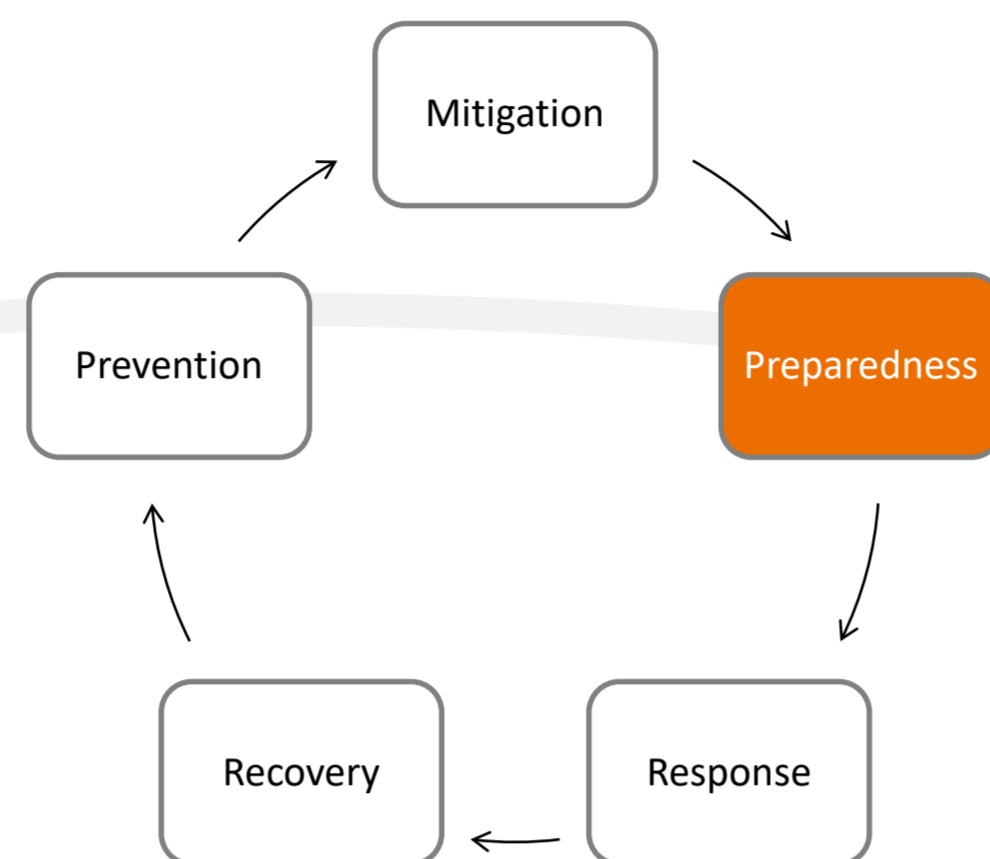 Mitigation
Prevention
Preparedness
Recovery
Response